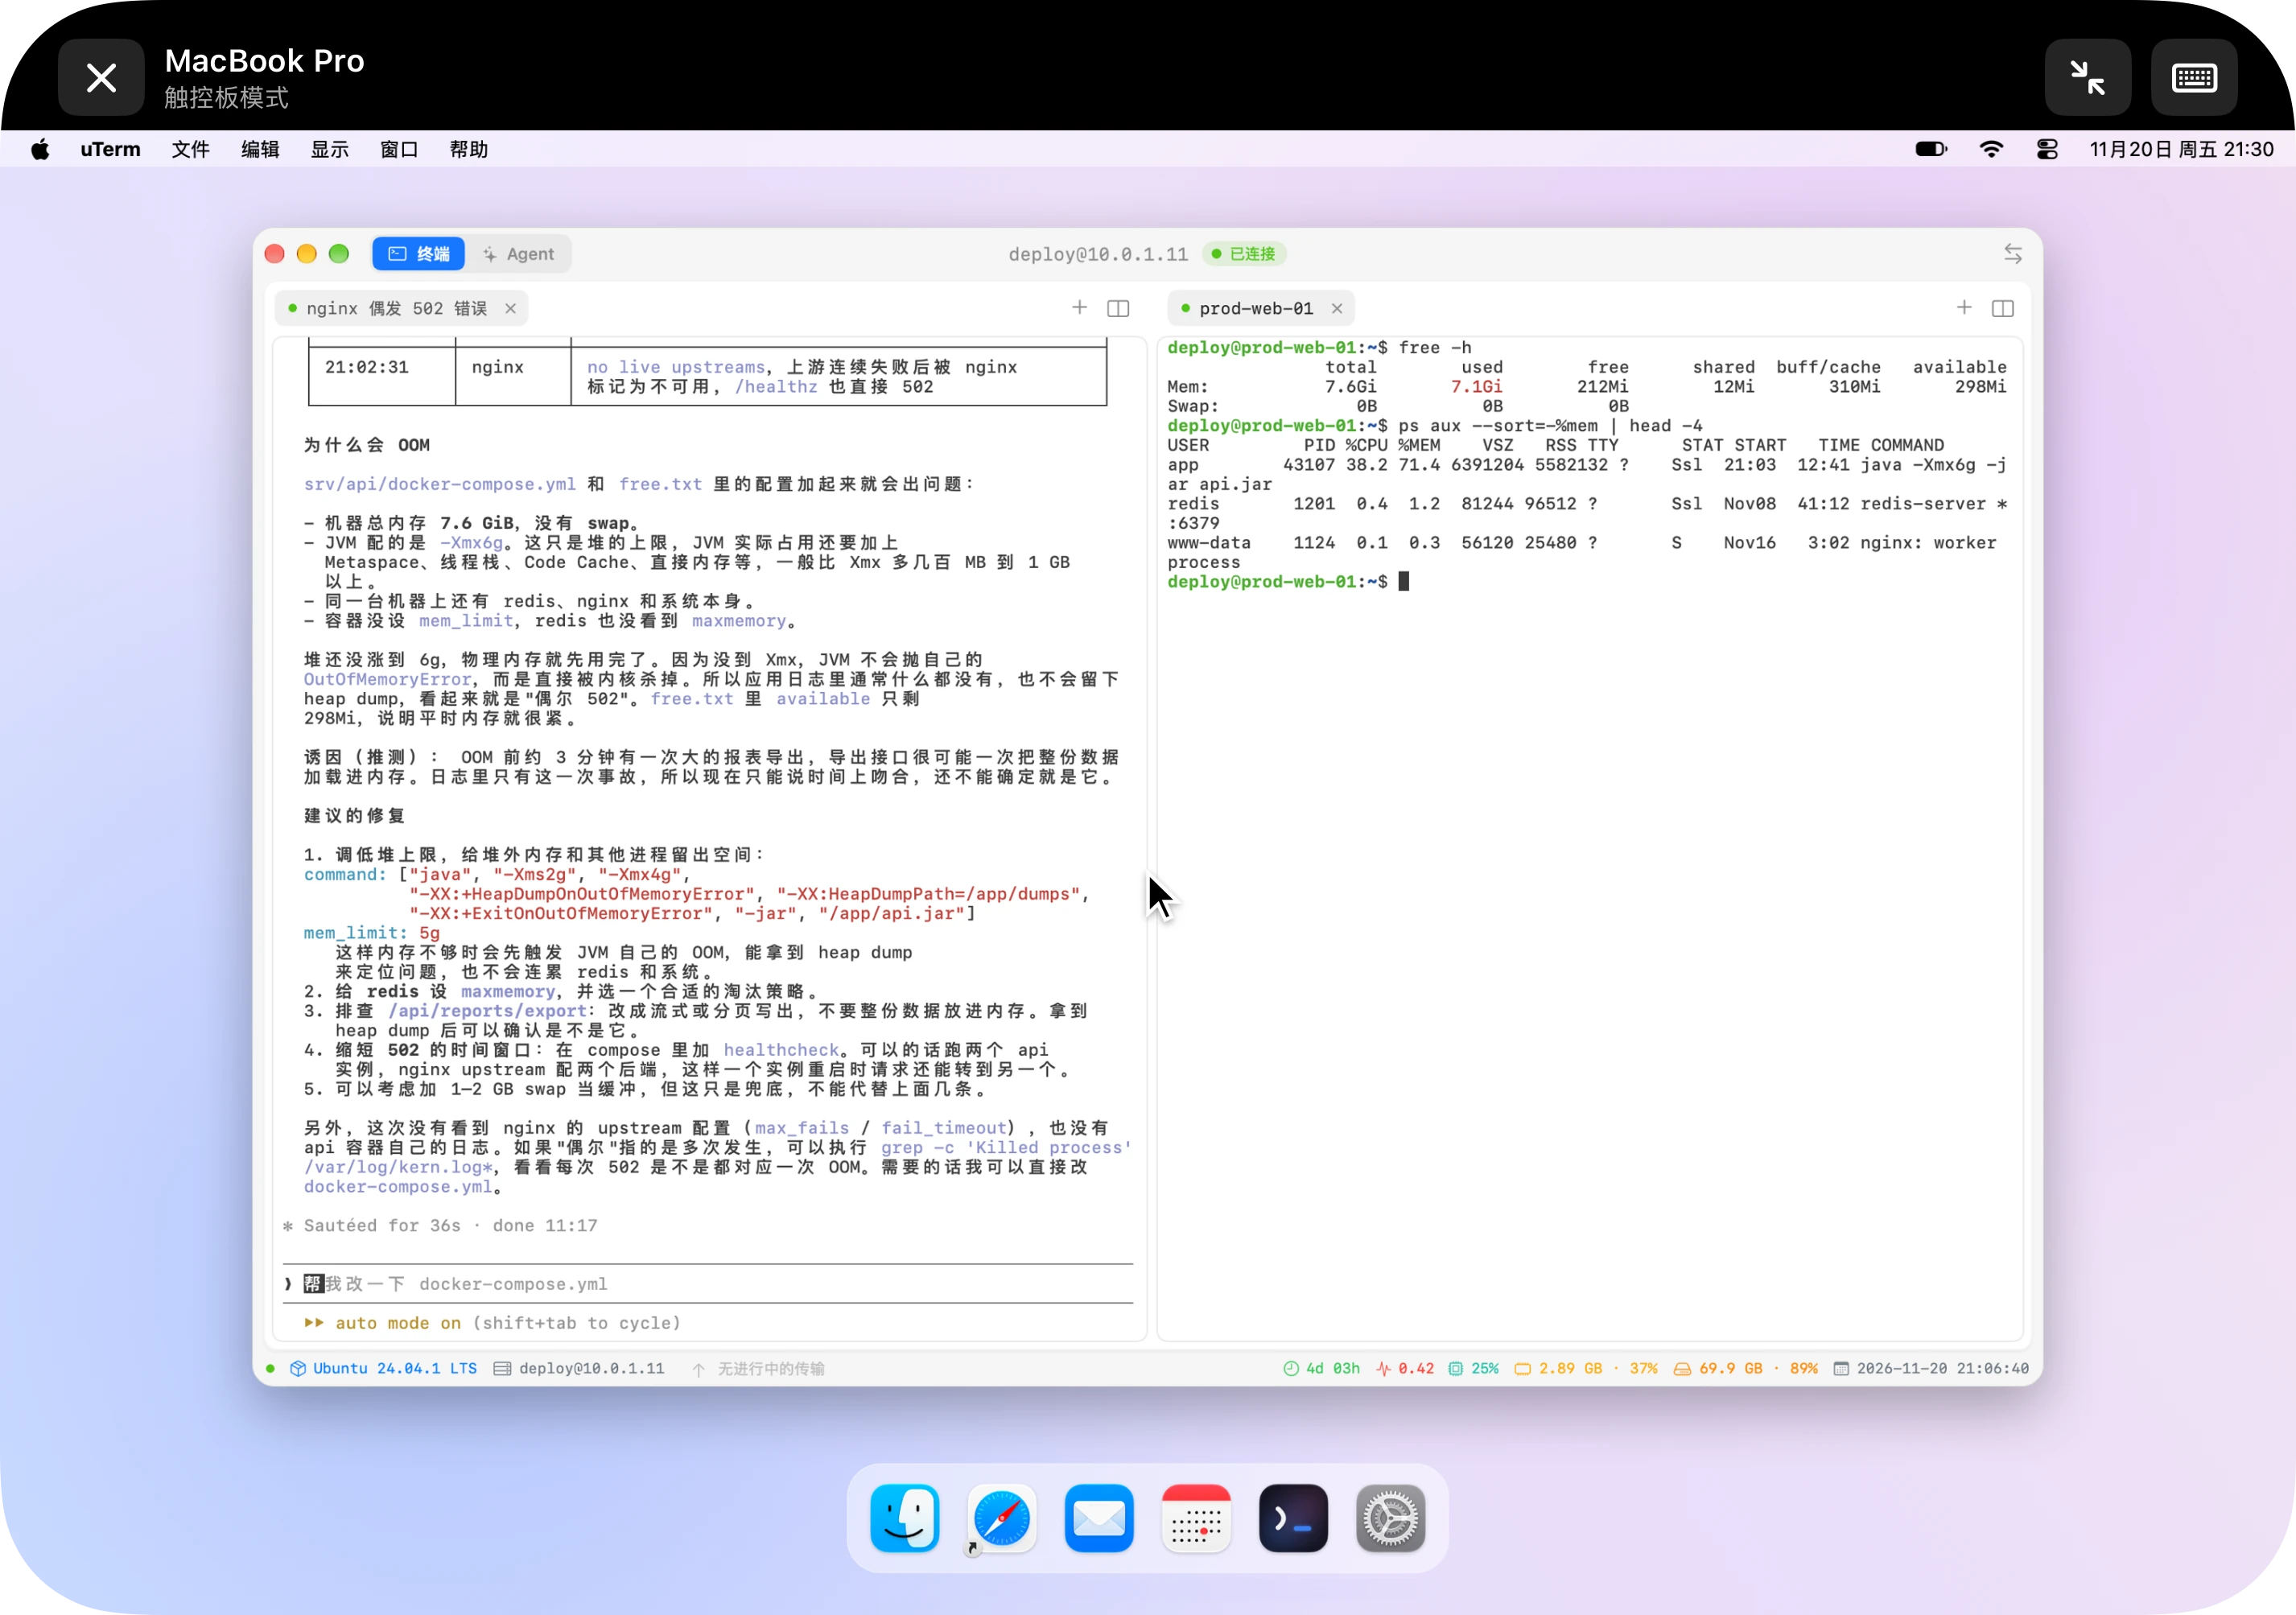 MacBook Pro
触控板模式
uTerm 文件 编辑 显示 窗口 帮助 11月20日 周五 21:30
终端 Agent deploy@10.0.1.11 已连接
nginx 偶发 502 错误
21:02:31 nginx no live upstreams, 上游连续失败后被 nginx
标记为不可用, /healthz 也直接 502
为什么会 OOM
srv/api/docker-compose.yml 和 free.txt 里的配置加起来就会出问题:
- 机器总内存 7.6 GiB, 没有 swap。
- JVM 配的是 -Xmx6g。这只是堆的上限, JVM 实际占用还要加上
Metaspace、线程栈、Code Cache、直接内存等, 一般比 Xmx 多几百 MB 到 1 GB
以上。
- 同一台机器上还有 redis、nginx 和系统本身。
- 容器没设 mem_limit, redis 也没看到 maxmemory。
堆还没涨到 6g, 物理内存就先用完了。因为没到 Xmx, JVM 不会抛自己的
OutOfMemoryError, 而是直接被内核杀掉。所以应用日志里通常什么都没有, 也不会留下
heap dump, 看起来就是"偶尔 502"。free.txt 里 available 只剩
298Mi, 说明平时内存就很紧。
诱因（推测）: OOM 前约 3 分钟有一次大的报表导出, 导出接口很可能一次把整份数据
加载进内存。日志里只有这一次事故, 所以现在只能说时间上吻合, 还不能确定就是它。
建议的修复
1. 调低堆上限, 给堆外内存和其他进程留出空间:
command: ["java", "-Xms2g", "-Xmx4g",
"-XX:+HeapDumpOnOutOfMemoryError", "-XX:HeapDumpPath=/app/dumps",
"-XX:+ExitOnOutOfMemoryError", "-jar", "/app/api.jar"]
mem_limit: 5g
这样内存不够时会先触发 JVM 自己的 OOM, 能拿到 heap dump
来定位问题, 也不会连累 redis 和系统。
2. 给 redis 设 maxmemory, 并选一个合适的淘汰策略。
3. 排查 /api/reports/export: 改成流式或分页写出, 不要整份数据放进内存。拿到
heap dump 后可以确认是不是它。
4. 缩短 502 的时间窗口: 在 compose 里加 healthcheck。可以的话跑两个 api
实例, nginx upstream 配两个后端, 这样一个实例重启时请求还能转到另一个。
5. 可以考虑加 1-2 GB swap 当缓冲, 但这只是兜底, 不能代替上面几条。
另外, 这次没有看到 nginx 的 upstream 配置（max_fails / fail_timeout）, 也没有
api 容器自己的日志。如果"偶尔"指的是多次发生, 可以执行 grep -c 'Killed process'
/var/log/kern.log*, 看看每次 502 是不是都对应一次 OOM。需要的话我可以直接改
docker-compose.yml。
* Sautéed for 36s · done 11:17
❯ 帮我改一下 docker-compose.yml
▸▸ auto mode on (shift+tab to cycle)
prod-web-01
deploy@prod-web-01:~$ free -h
total used free shared buff/cache available
Mem: 7.6Gi 7.1Gi 212Mi 12Mi 310Mi 298Mi
Swap: 0B 0B 0B
deploy@prod-web-01:~$ ps aux --sort=-%mem | head -4
USER PID %CPU %MEM VSZ RSS TTY STAT START TIME COMMAND
app 43107 38.2 71.4 6391204 5582132 ? Ssl 21:03 12:41 java -Xmx6g -j
ar api.jar
redis 1201 0.4 1.2 81244 96512 ? Ssl Nov08 41:12 redis-server *
:6379
www-data 1124 0.1 0.3 56120 25480 ? S Nov16 3:02 nginx: worker
process
deploy@prod-web-01:~$
Ubuntu 24.04.1 LTS deploy@10.0.1.11 ↑ 无进行中的传输 4d 03h 0.42 25% 2.89 GB · 37% 69.9 GB · 89% 2026-11-20 21:06:40